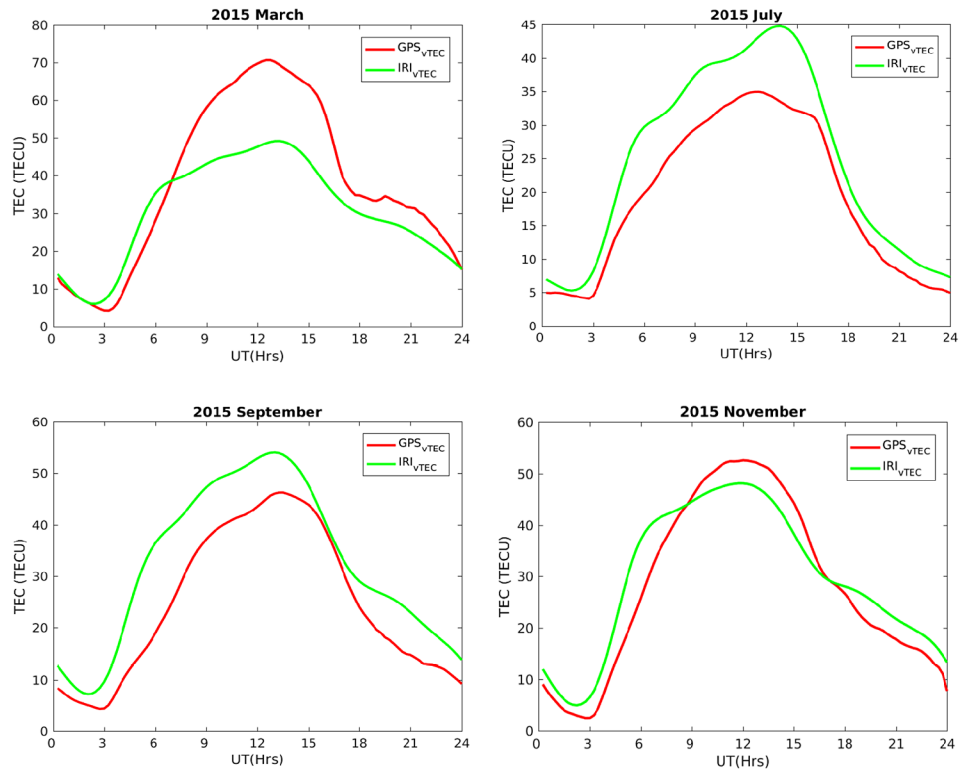 2015 March
80
70
60
50
40
30
20
10
0
TEC (TECU)
GPSvTEC
IRIvTEC
0 3 6 9 12 15 18 21 24
UT(Hrs)
2015 July
45
40
35
30
25
20
15
10
5
0
TEC (TECU)
GPSvTEC
IRIvTEC
0 3 6 9 12 15 18 21 24
UT(Hrs)
2015 September
60
50
40
30
20
10
0
TEC (TECU)
GPSvTEC
IRIvTEC
0 3 6 9 12 15 18 21 24
UT(Hrs)
2015 November
60
50
40
30
20
10
0
TEC (TECU)
GPSvTEC
IRIvTEC
0 3 6 9 12 15 18 21 24
UT(Hrs)